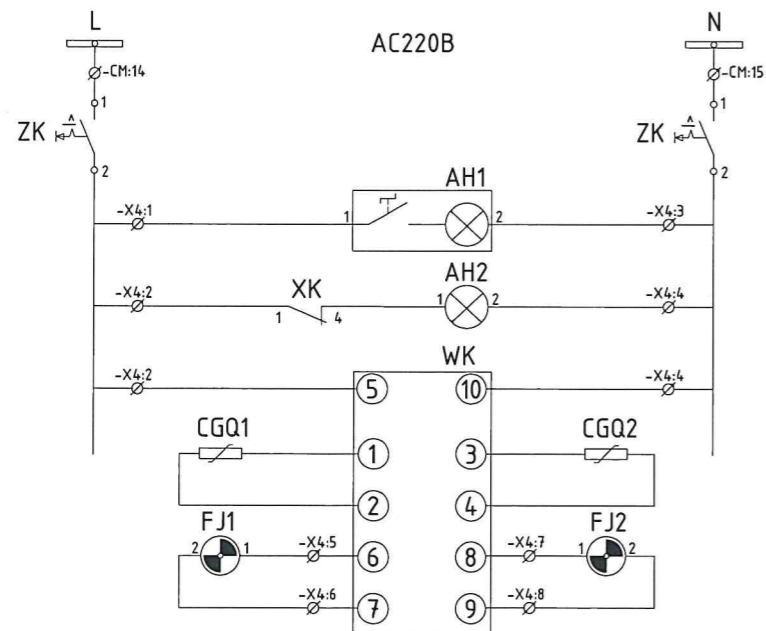 L AC220B N
-CM:14 -CM:15
1 1
ZK ZK
2 2
AH1
-X4:1 1 2 -X4:3
AH2
-X4:2 XK 1 2 -X4:4
1 4
WK
-X4:2 5 10 -X4:4
CGQ1 CGQ2
1 3
2 4
FJ1 FJ2
2 1 -X4:5 6 8 -X4:7 1 2
-X4:6 7 9 -X4:8